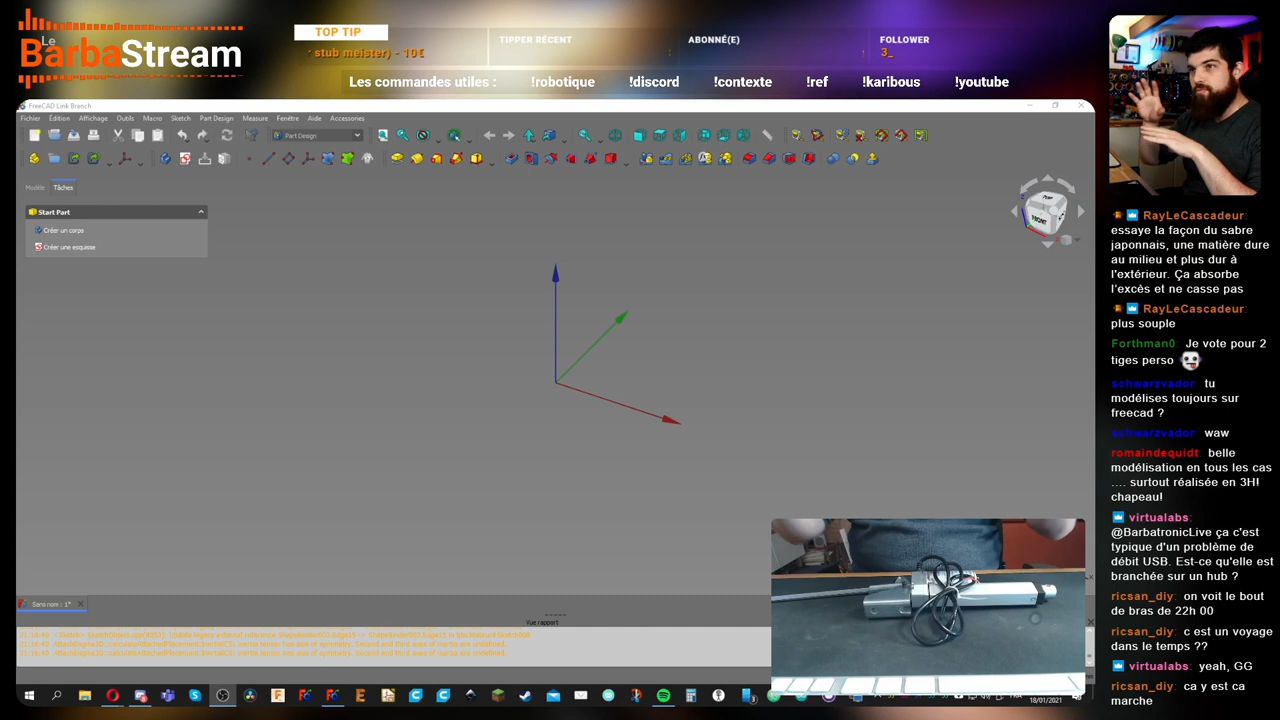 Le
BarbaStream
TOP TIP
stub meister) - 10€
TIPPER RÉCENT
ABONNÉ(E)
FOLLOWER
3_
Les commandes utiles : !robotique !discord !contexte !ref !karibous !youtube
FreeCAD Link Branch
Fichier Édition Affichage Outils Macro Sketch Part Design Measure Fenêtre Aide Accessories
Part Design
Modèle Tâches
Start Part
Créer un corps
Créer une esquisse
TOP
FRONT
Sans nom : 1*
Vue rapport
18/01/2021
RayLeCascadeur:
essaye la façon du sabre
japonnais, une matière dure
au milieu et plus dur à
l'extérieur. Ça absorbe
l'excès et ne casse pas
RayLeCascadeur:
plus souple
Forthman0: Je vote pour 2
tiges perso
schwarzvador: tu
modélises toujours sur
freecad ?
schwarzvador: waw
romaindequidt: belle
modélisation en tous les cas
.... surtout réalisée en 3H!
chapeau!
virtualabs:
@BarbatronicLive ça c'est
typique d'un problème de
débit USB. Est-ce qu'elle est
branchée sur un hub ?
ricsan_diy: on voit le bout
de bras de 22h 00
ricsan_diy: c est un voyage
dans le temps ??
virtualabs: yeah, GG
ricsan_diy: ca y est ca
marche